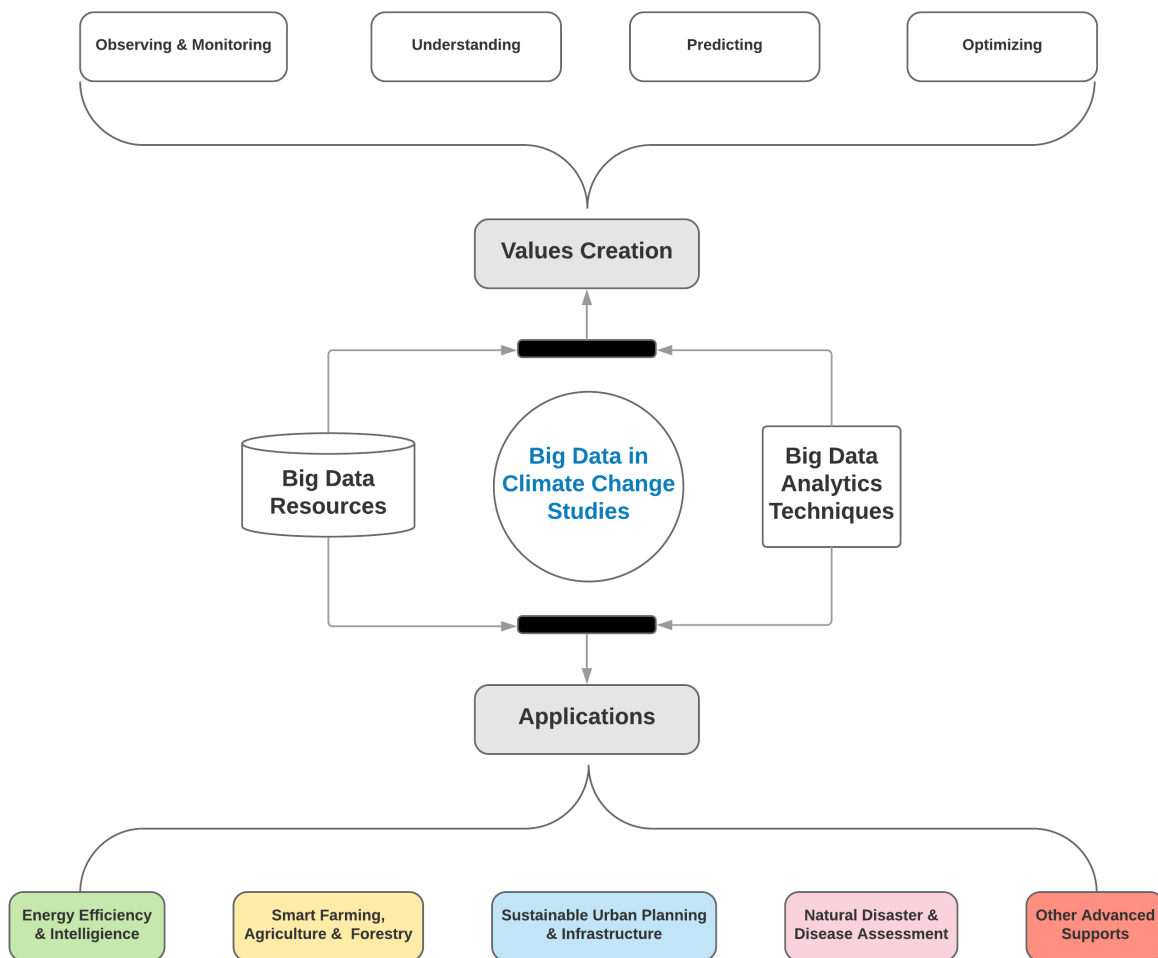 Observing & Monitoring
Understanding
Predicting
Optimizing
Values Creation
Big Data
Resources
Big Data in
Climate Change
Studies
Big Data
Analytics
Techniques
Applications
Energy Efficiency
& Intelligience
Smart Farming,
Agriculture &  Forestry
Sustainable Urban Planning
& Infrastructure
Natural Disaster &
Disease Assessment
Other Advanced
Supports